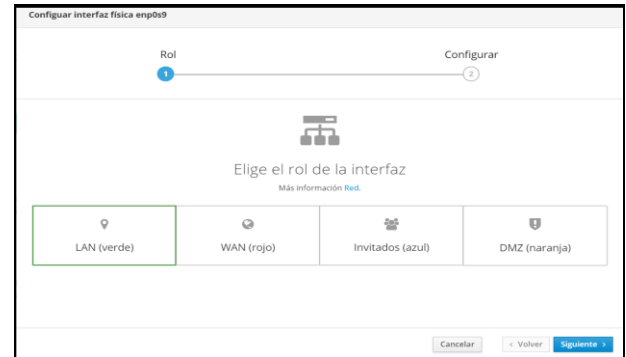 Configuar interfaz física enp0s9
Rol
Configurar
1
2
Elige el rol de la interfaz
Más información Red.
LAN (verde)
WAN (rojo)
Invitados (azul)
DMZ (naranja)
Cancelar
< Volver
Siguiente >